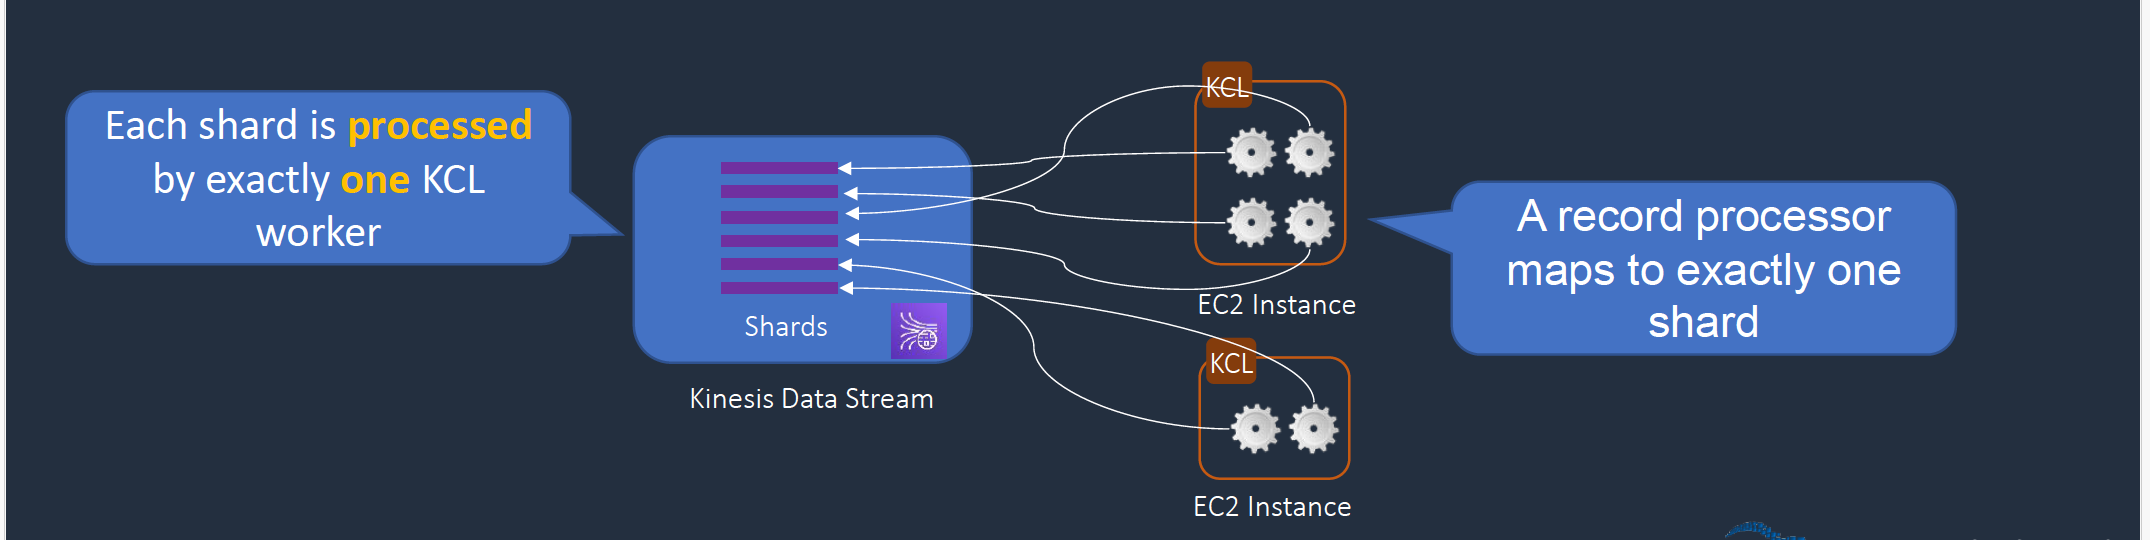 Each shard is processed
by exactly one KCL
worker
Shards
Kinesis Data Stream
KCL
EC2 Instance
KCL
EC2 Instance
A record processor
maps to exactly one
shard